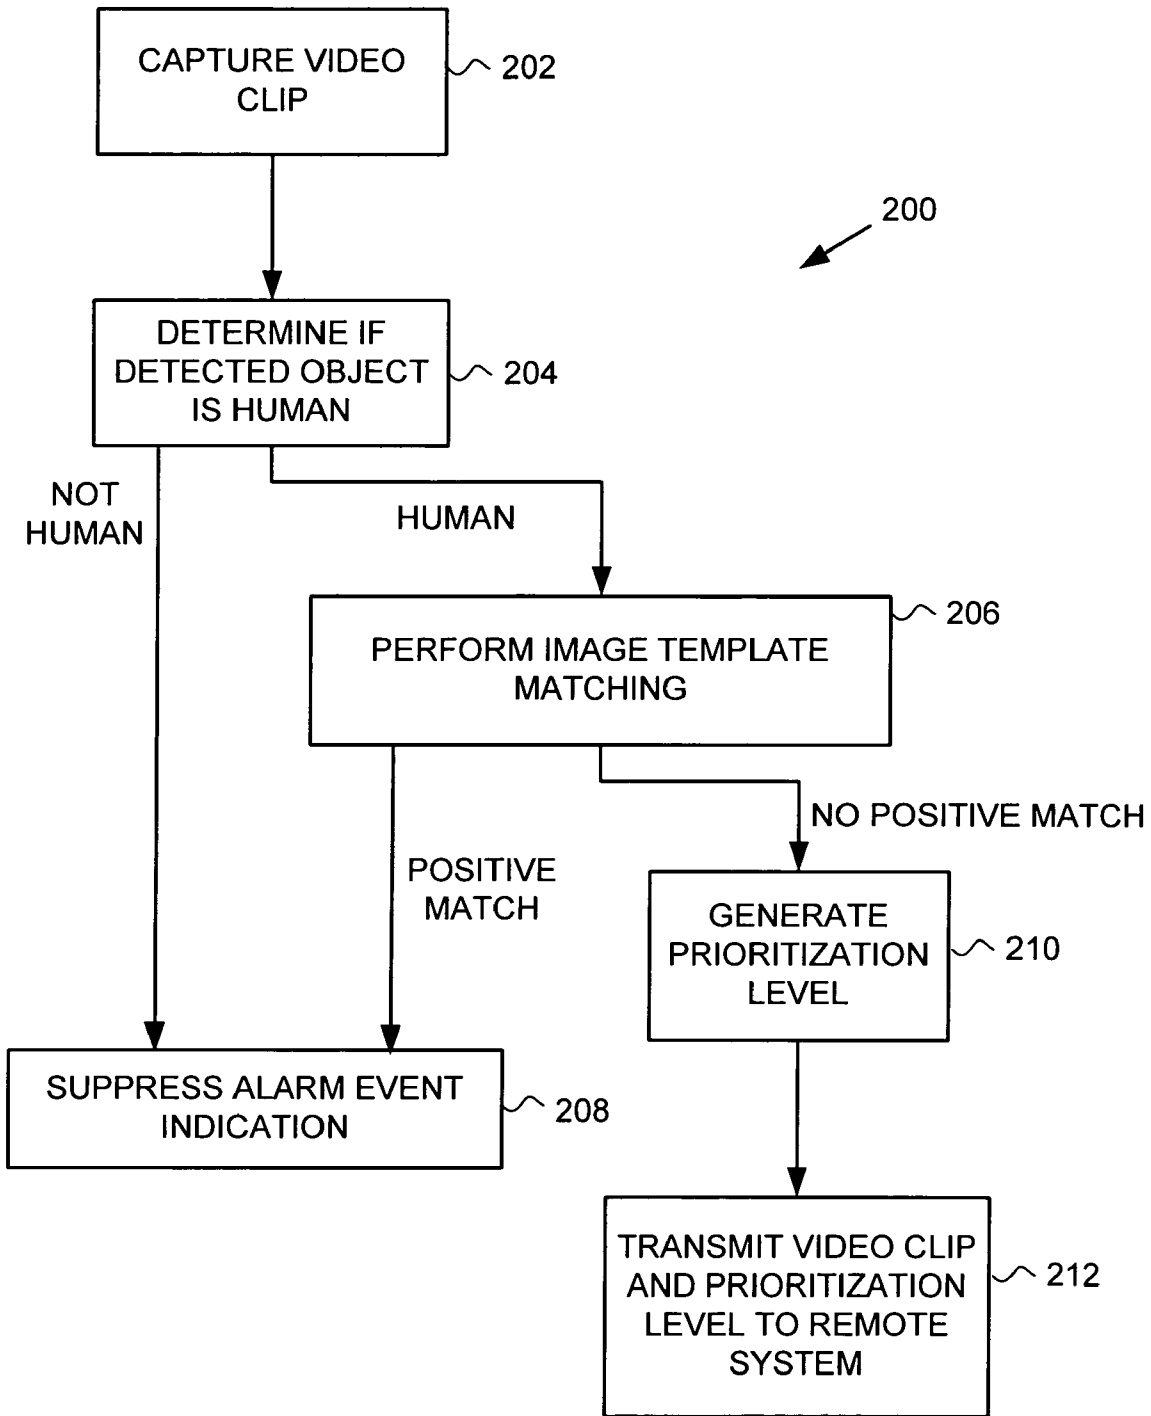 CAPTURE VIDEO
CLIP
202
200
DETERMINE IF
DETECTED OBJECT
IS HUMAN
204
NOT
HUMAN
HUMAN
PERFORM IMAGE TEMPLATE
MATCHING
206
POSITIVE
MATCH
NO POSITIVE MATCH
GENERATE
PRIORITIZATION
LEVEL
210
SUPPRESS ALARM EVENT
INDICATION
208
TRANSMIT VIDEO CLIP
AND PRIORITIZATION
LEVEL TO REMOTE
SYSTEM
212